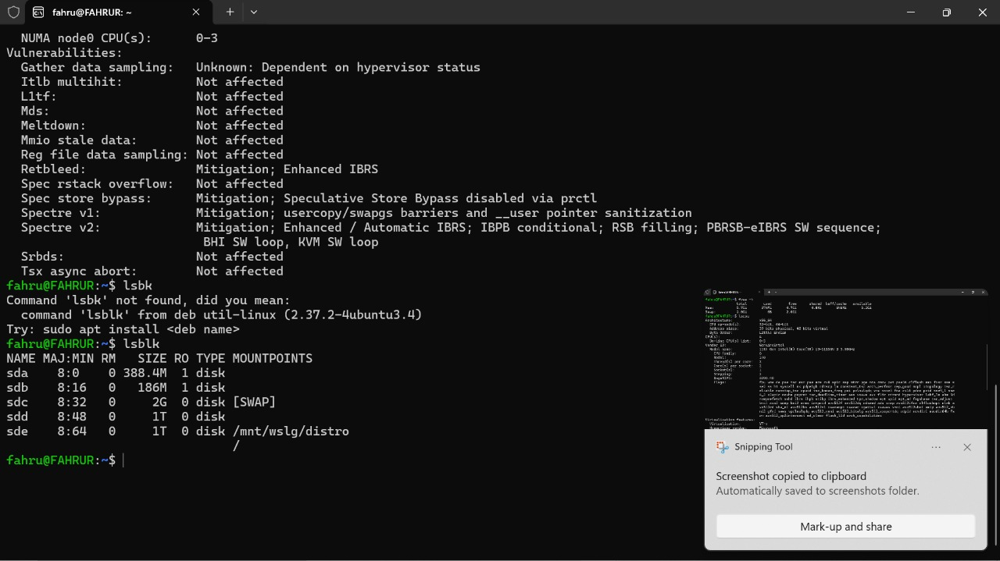 fahru@FAHRUR: ~
NUMA node0 CPU(s): 0-3
Vulnerabilities:
Gather data sampling: Unknown: Dependent on hypervisor status
Itlb multihit: Not affected
L1tf: Not affected
Mds: Not affected
Meltdown: Not affected
Mmio stale data: Not affected
Reg file data sampling: Not affected
Retbleed: Mitigation; Enhanced IBRS
Spec rstack overflow: Not affected
Spec store bypass: Mitigation; Speculative Store Bypass disabled via prctl
Spectre v1: Mitigation; usercopy/swapgs barriers and __user pointer sanitization
Spectre v2: Mitigation; Enhanced / Automatic IBRS; IBPB conditional; RSB filling; PBRSB-eIBRS SW sequence;
BHI SW loop, KVM SW loop
Srbds: Not affected
Tsx async abort: Not affected
fahru@FAHRUR:~$ lsbk
Command 'lsbk' not found, did you mean:
command 'lsblk' from deb util-linux (2.37.2-4ubuntu3.4)
Try: sudo apt install <deb name>
fahru@FAHRUR:~$ lsblk
NAME MAJ:MIN RM SIZE RO TYPE MOUNTPOINTS
sda 8:0 0 388.4M 1 disk
sdb 8:16 0 186M 1 disk
sdc 8:32 0 2G 0 disk [SWAP]
sdd 8:48 0 1T 0 disk
sde 8:64 0 1T 0 disk /mnt/wslg/distro
/
fahru@FAHRUR:~$
Snipping Tool
Screenshot copied to clipboard
Automatically saved to screenshots folder.
Mark-up and share